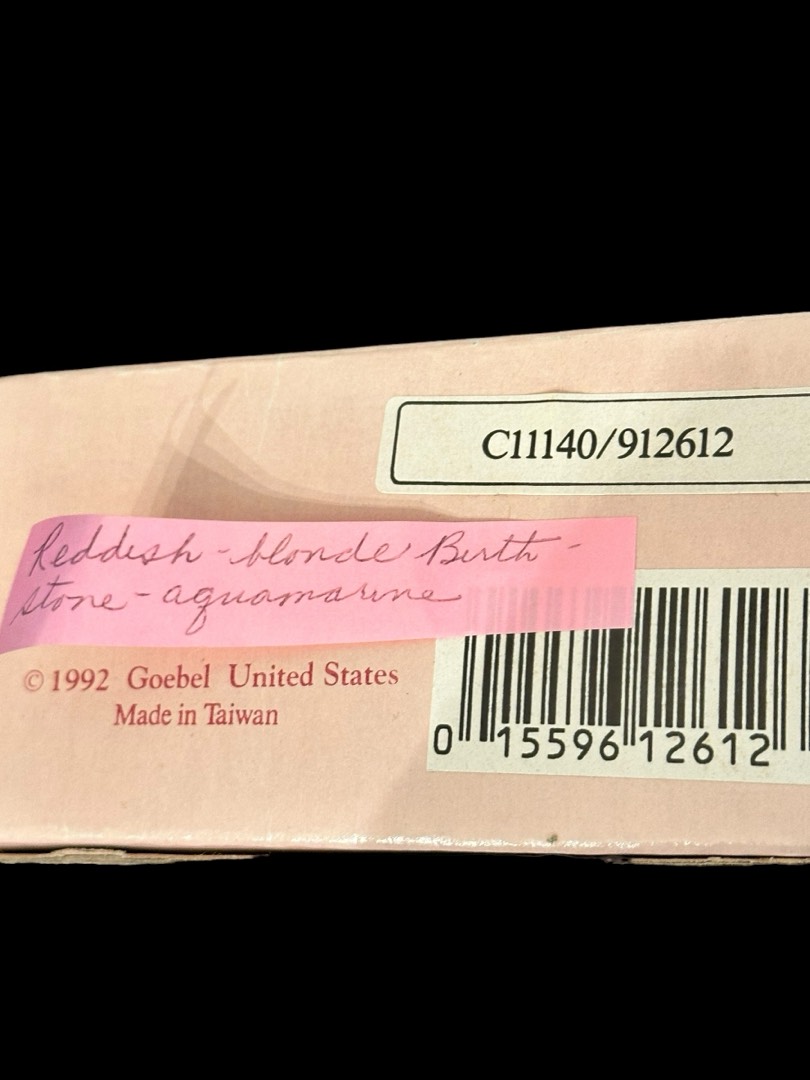 C11140/912612
Reddish-blonde Birth-
stone-aquamarine
© 1992 Goebel United States
Made in Taiwan
0 15596 12612